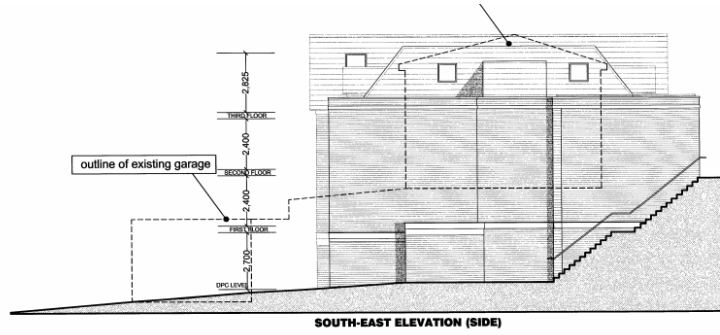 2,825
THIRD FLOOR
2,400
outline of existing garage
SECOND FLOOR
2,400
FIRST FLOOR
2,700
DPC LEVEL
SOUTH-EAST ELEVATION (SIDE)